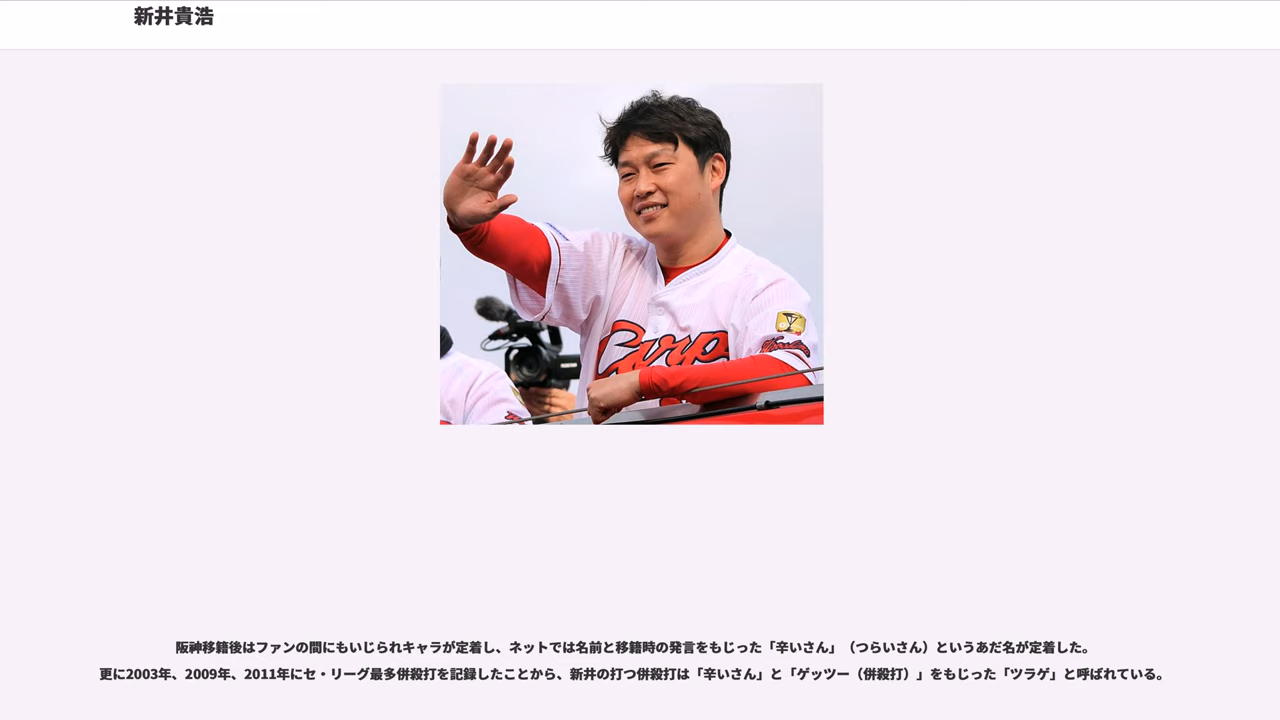 新井貴浩
Carp
阪神移籍後はファンの間にもいじられキャラが定着し、ネットでは名前と移籍時の発言をもじった「辛いさん」（つらいさん）というあだ名が定着した。
更に2003年、2009年、2011年にセ・リーグ最多併殺打を記録したことから、新井の打つ併殺打は「辛いさん」と「ゲッツー（併殺打）」をもじった「ツラゲ」と呼ばれている。